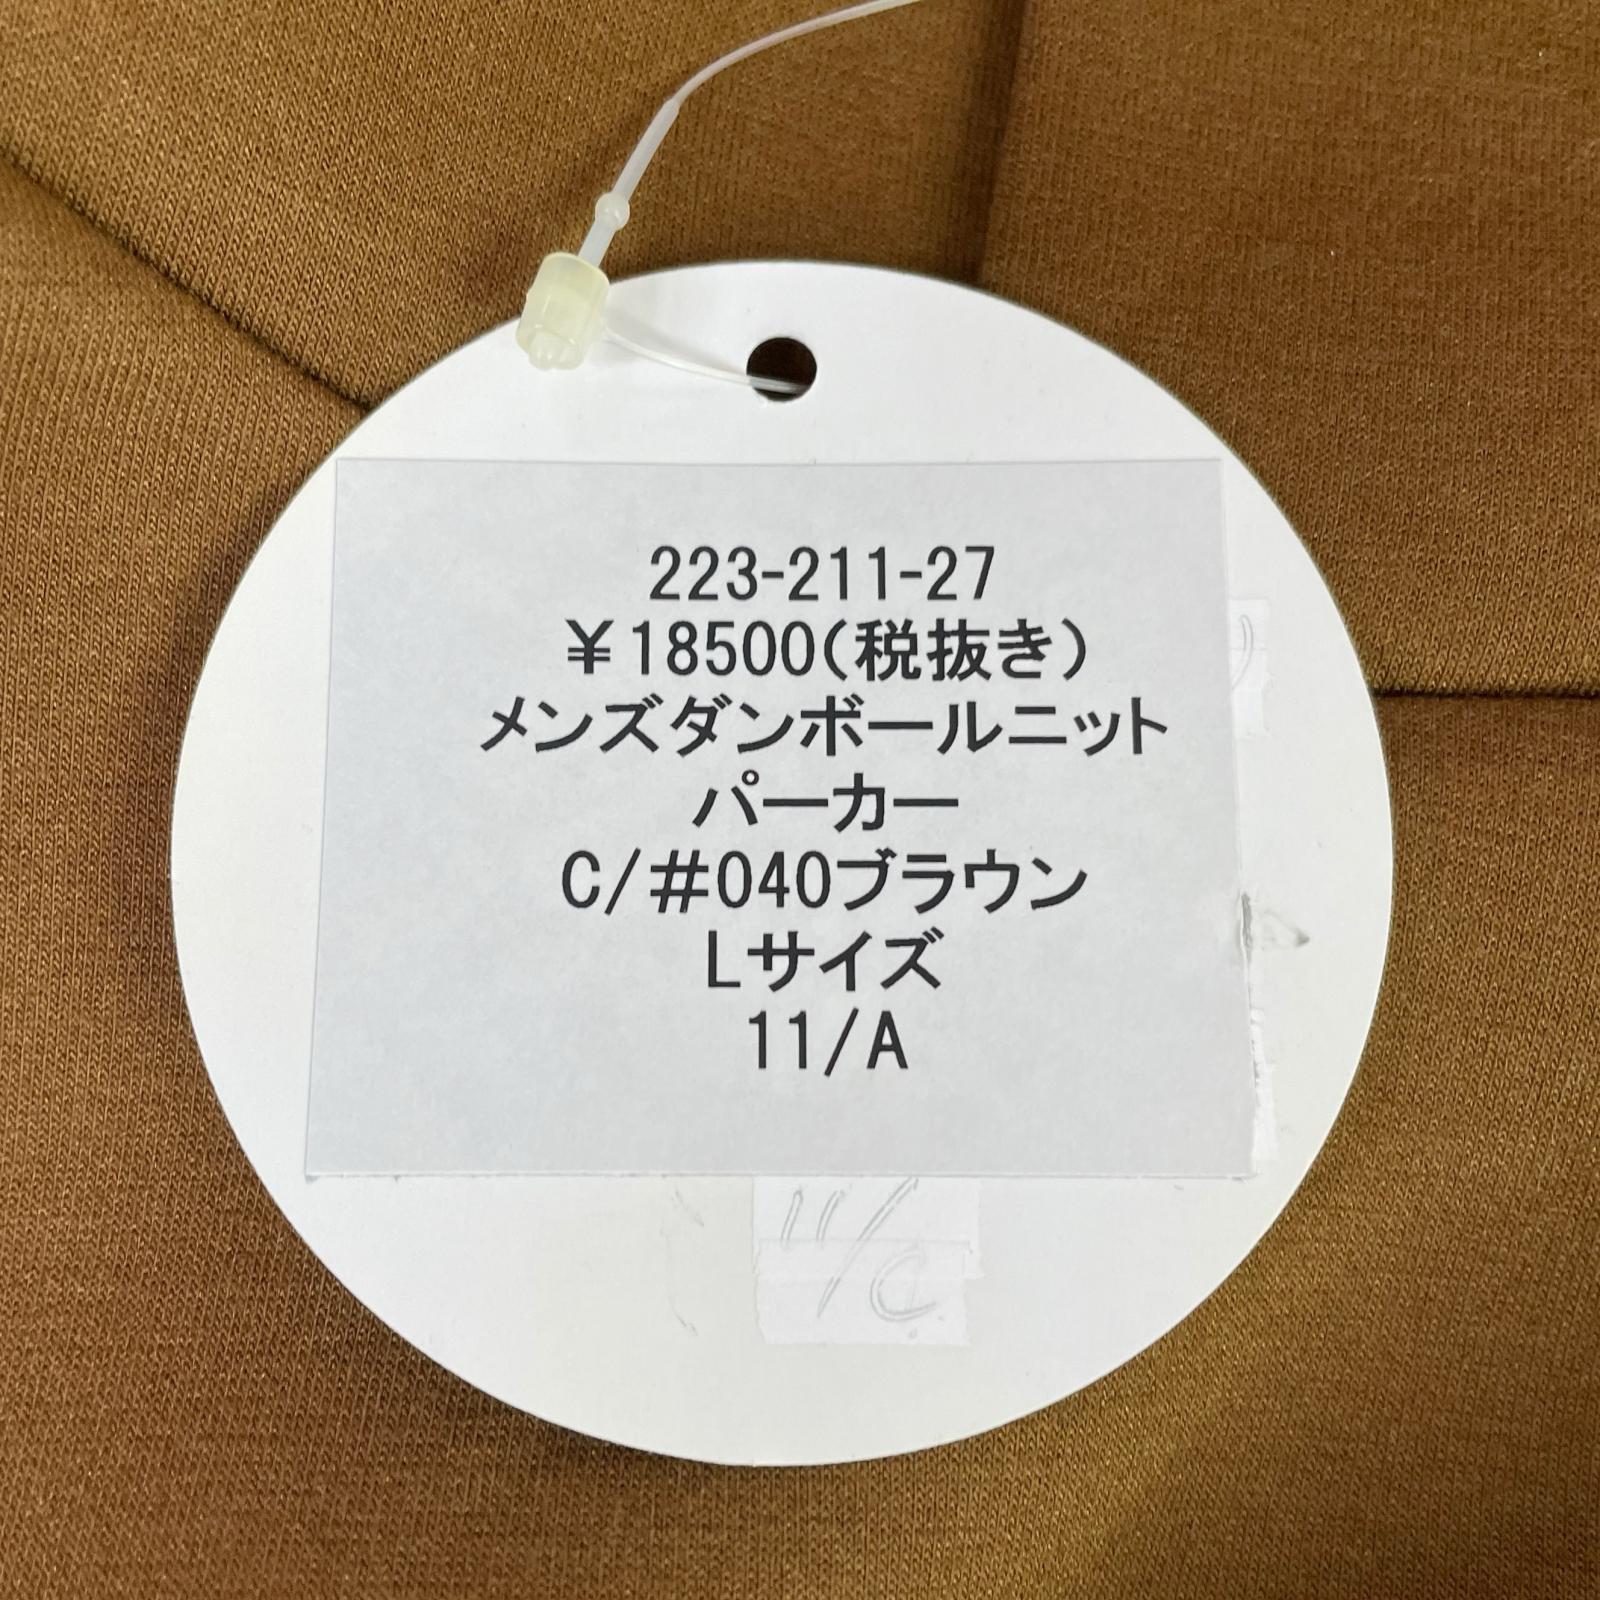 223-211-27
￥18500(税抜き)
メンズダンボールニット
パーカー
C/#040ブラウン
Lサイズ
11/A
11/C